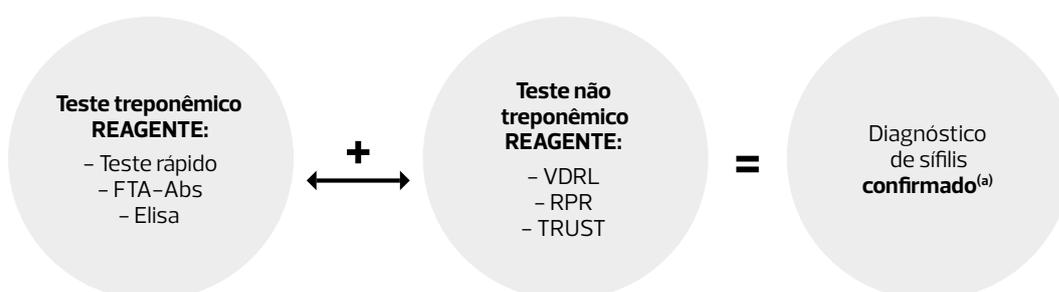 Teste treponêmico
REAGENTE:
– Teste rápido
– FTA-Abs
– Elisa
+
Teste não
treponêmico
REAGENTE:
– VDRL
– RPR
– TRUST
=
Diagnóstico
de sífilis
confirmado(a)